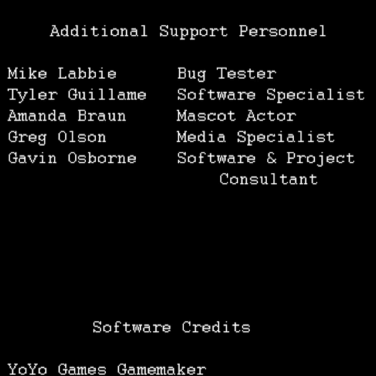 Additional Support Personnel
Mike Labbie Bug Tester
Tyler Guillame Software Specialist
Amanda Braun Mascot Actor
Greg Olson Media Specialist
Gavin Osborne Software & Project
Consultant
Software Credits
YoYo Games Gamemaker